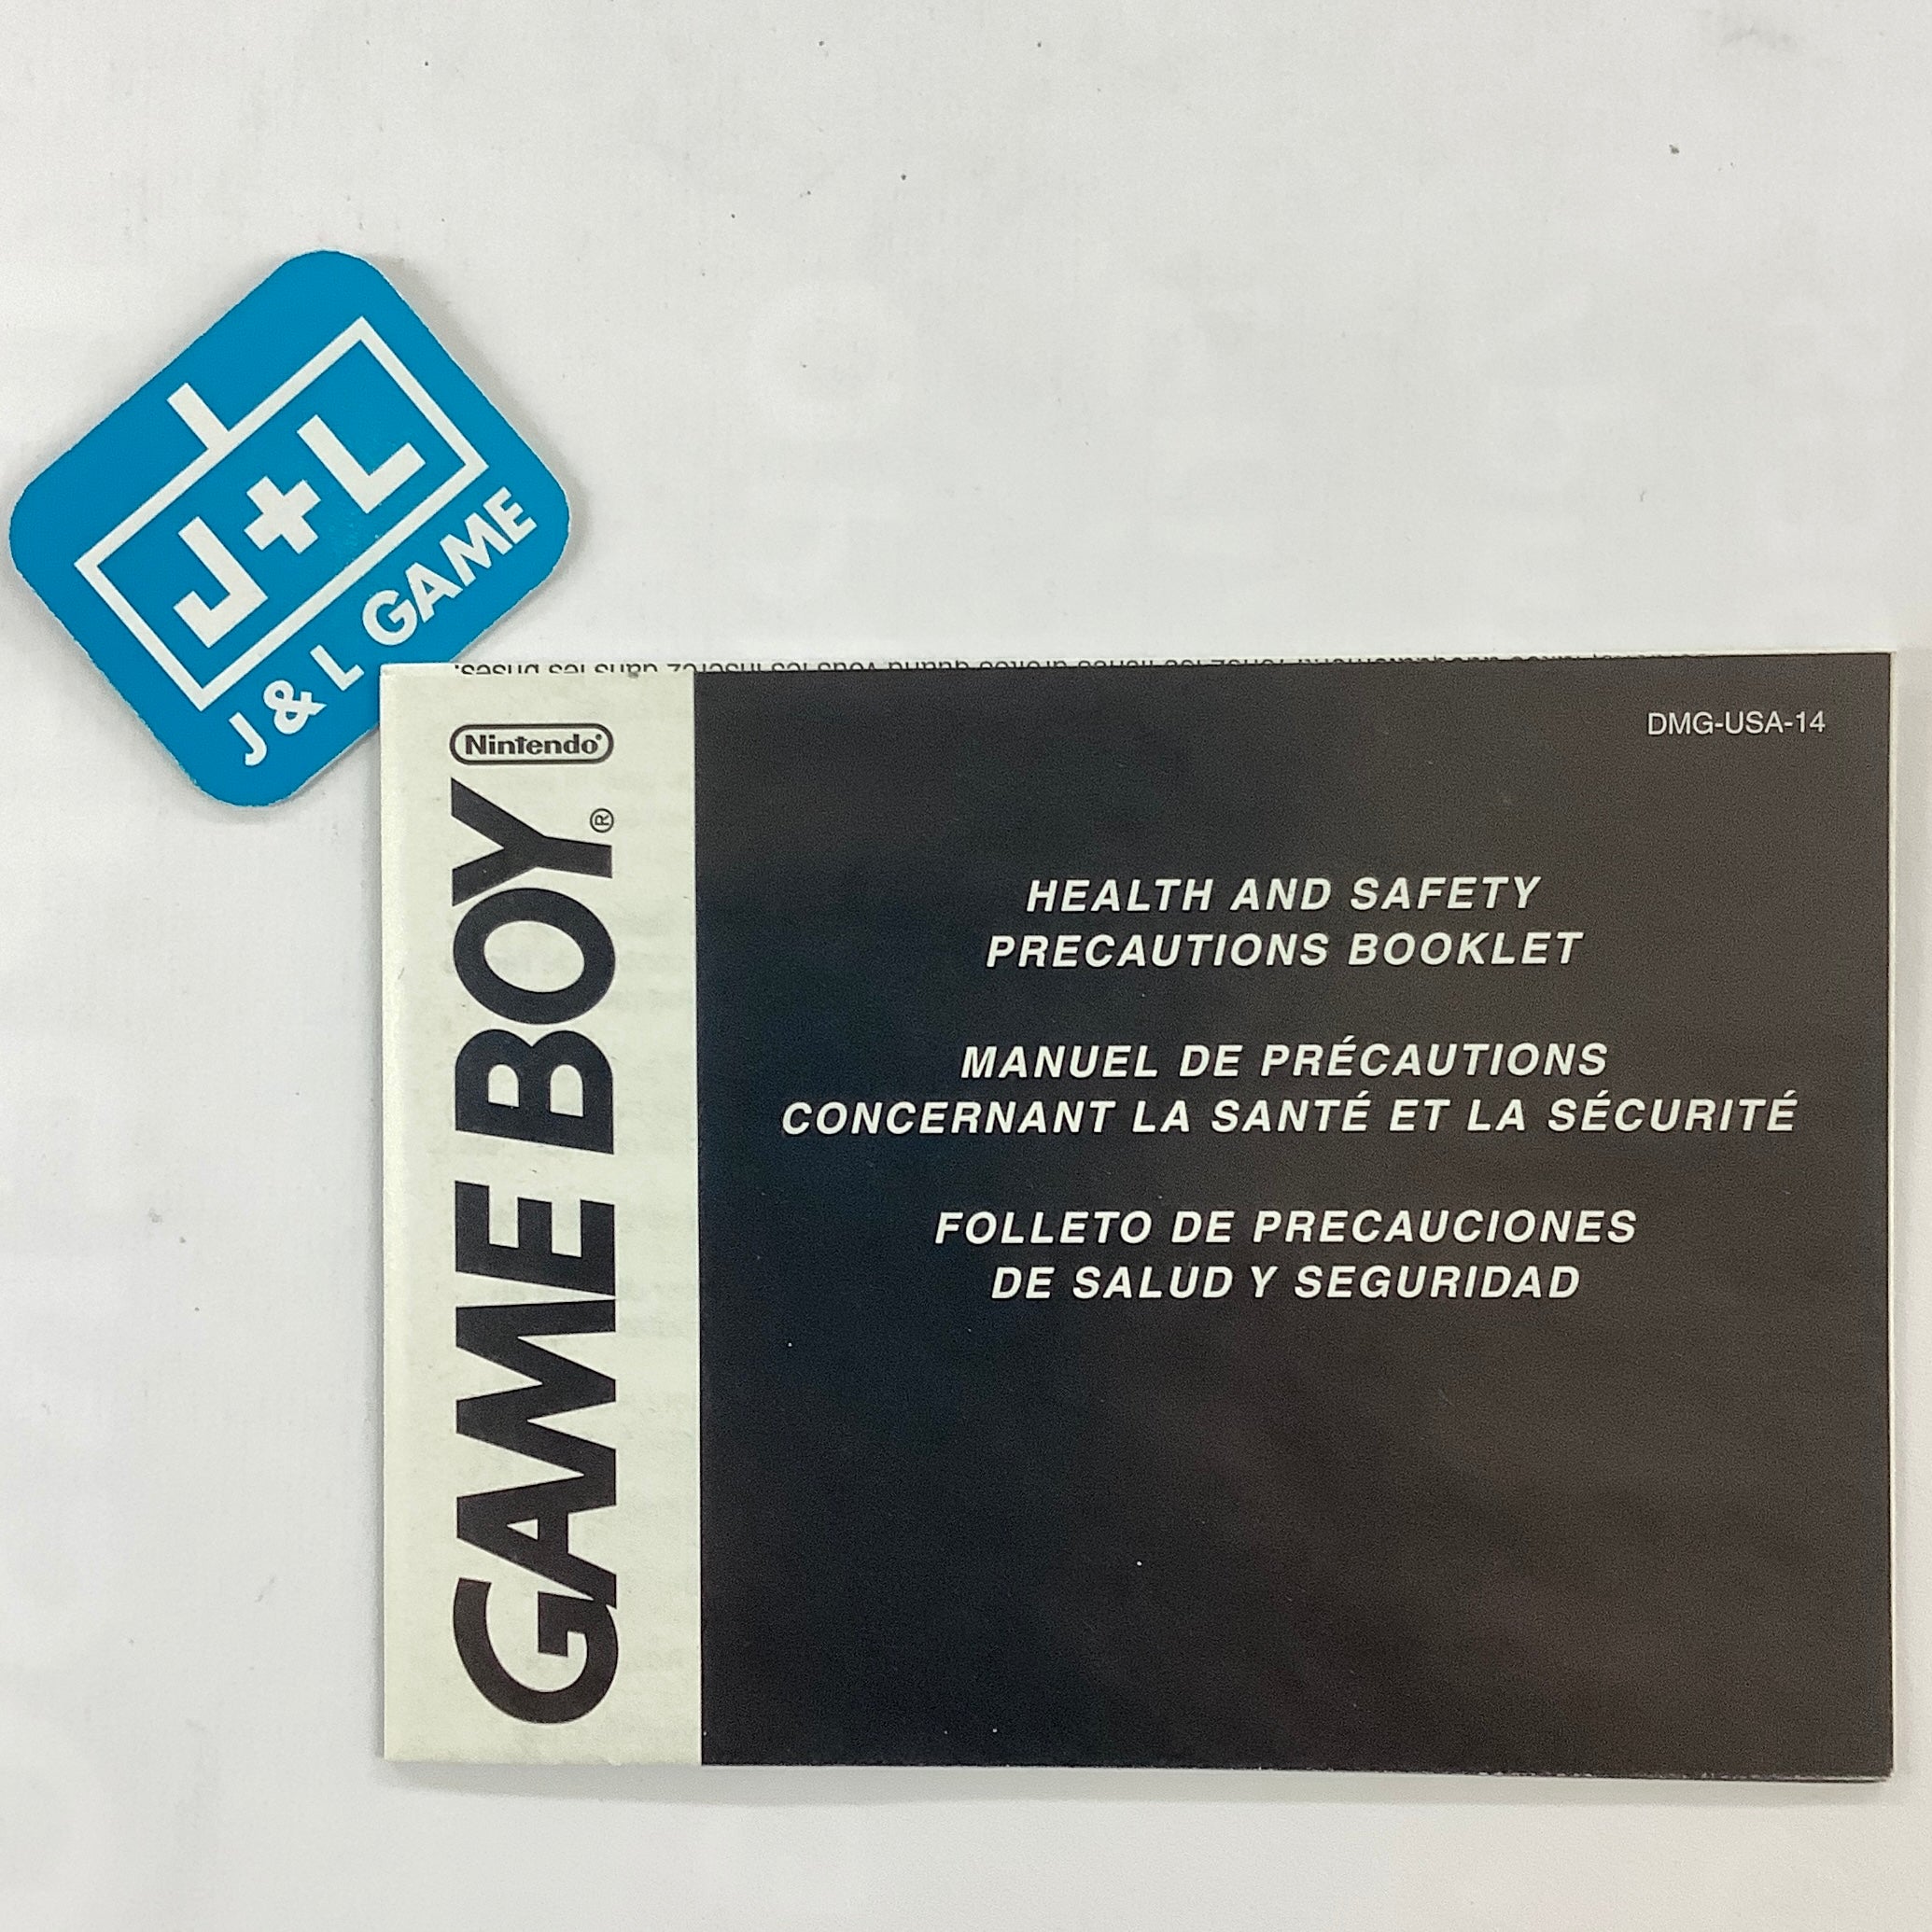 J+L
J & L GAME
Nintendo®
GAME BOY®
DMG-USA-14
HEALTH AND SAFETY
PRECAUTIONS BOOKLET
MANUEL DE PRÉCAUTIONS
CONCERNANT LA SANTÉ ET LA SÉCURITÉ
FOLLETO DE PRECAUCIONES
DE SALUD Y SEGURIDAD